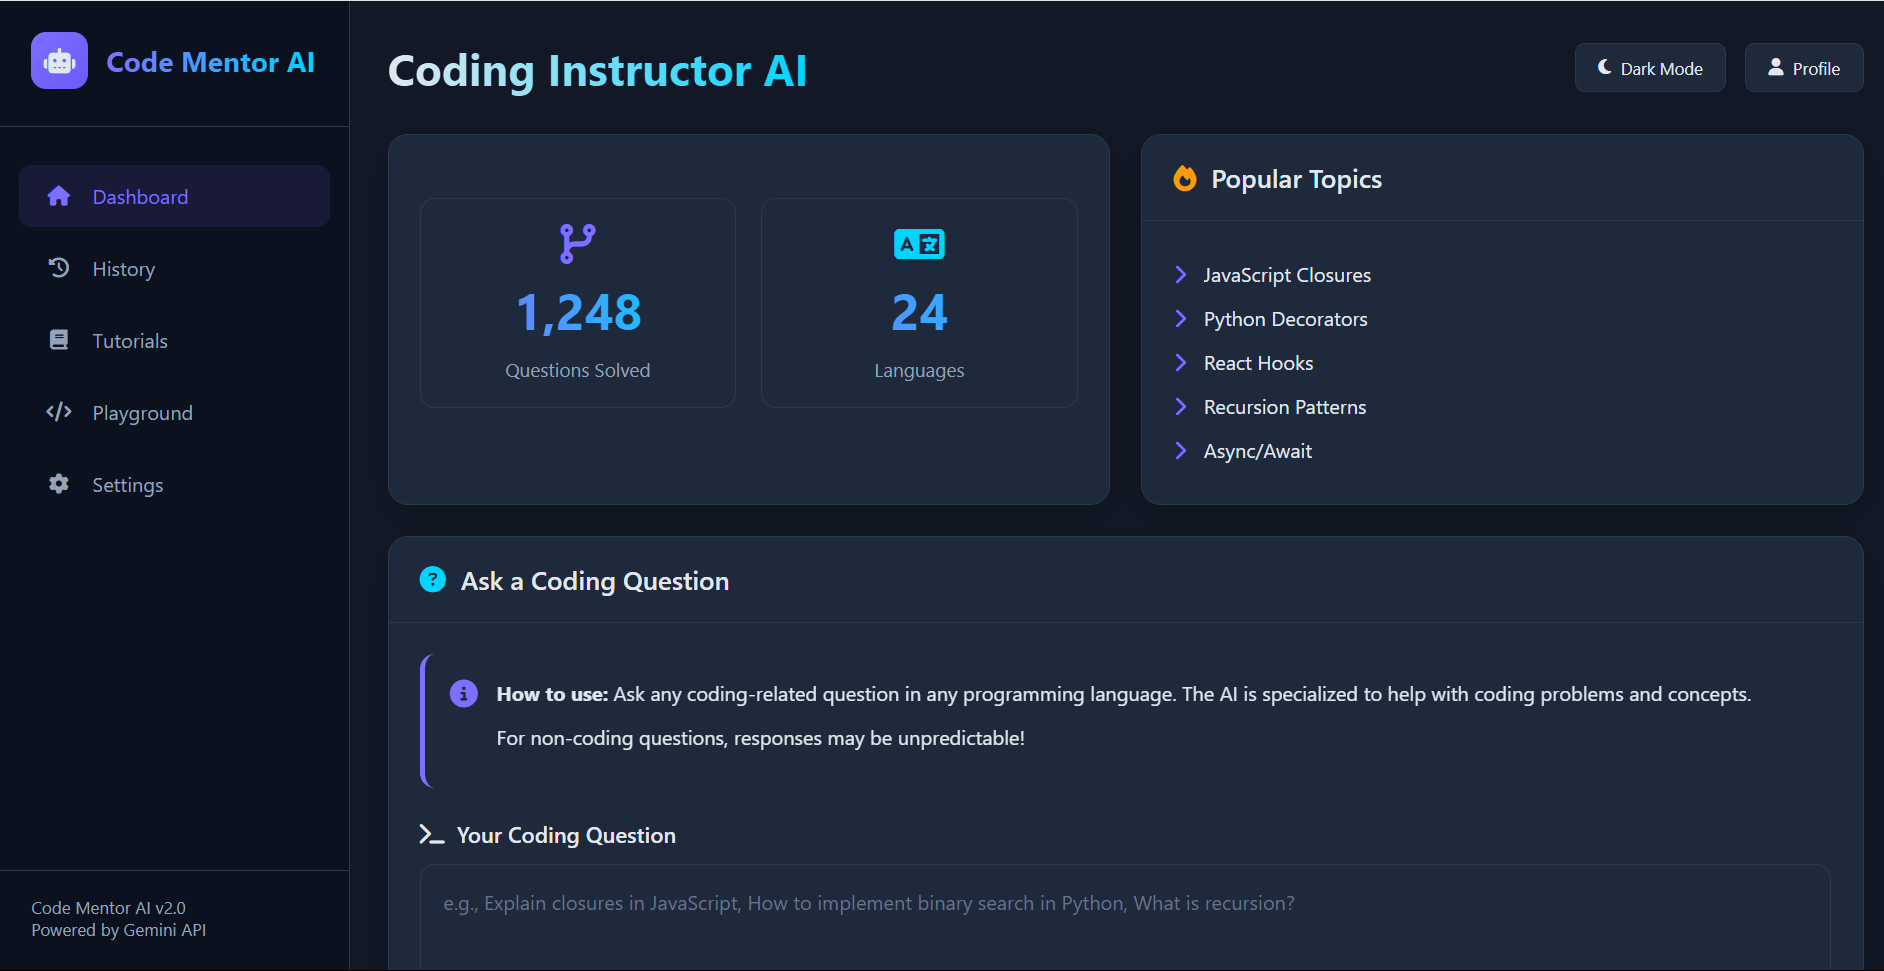 Code Mentor AI
Dashboard
History
Tutorials
Playground
Settings
Code Mentor AI v2.0
Powered by Gemini API
Coding Instructor AI
Dark Mode
Profile
1,248
Questions Solved
24
Languages
Popular Topics
JavaScript Closures
Python Decorators
React Hooks
Recursion Patterns
Async/Await
Ask a Coding Question
How to use: Ask any coding-related question in any programming language. The AI is specialized to help with coding problems and concepts.
For non-coding questions, responses may be unpredictable!
Your Coding Question
e.g., Explain closures in JavaScript, How to implement binary search in Python, What is recursion?